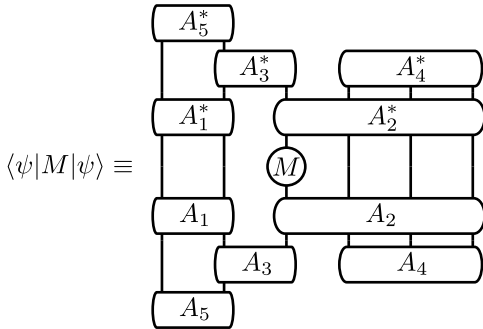 A₅*
A₃* A₄*
A₁* A₂*
⟨ψ|M|ψ⟩ ≡ M
A₁ A₂
A₃ A₄
A₅